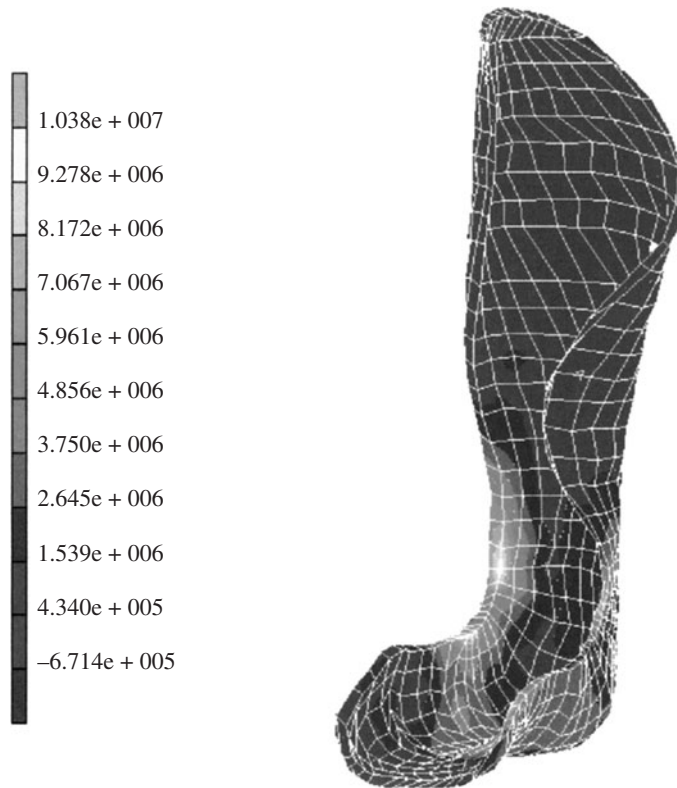 1.038e + 007
9.278e + 006
8.172e + 006
7.067e + 006
5.961e + 006
4.856e + 006
3.750e + 006
2.645e + 006
1.539e + 006
4.340e + 005
–6.714e + 005